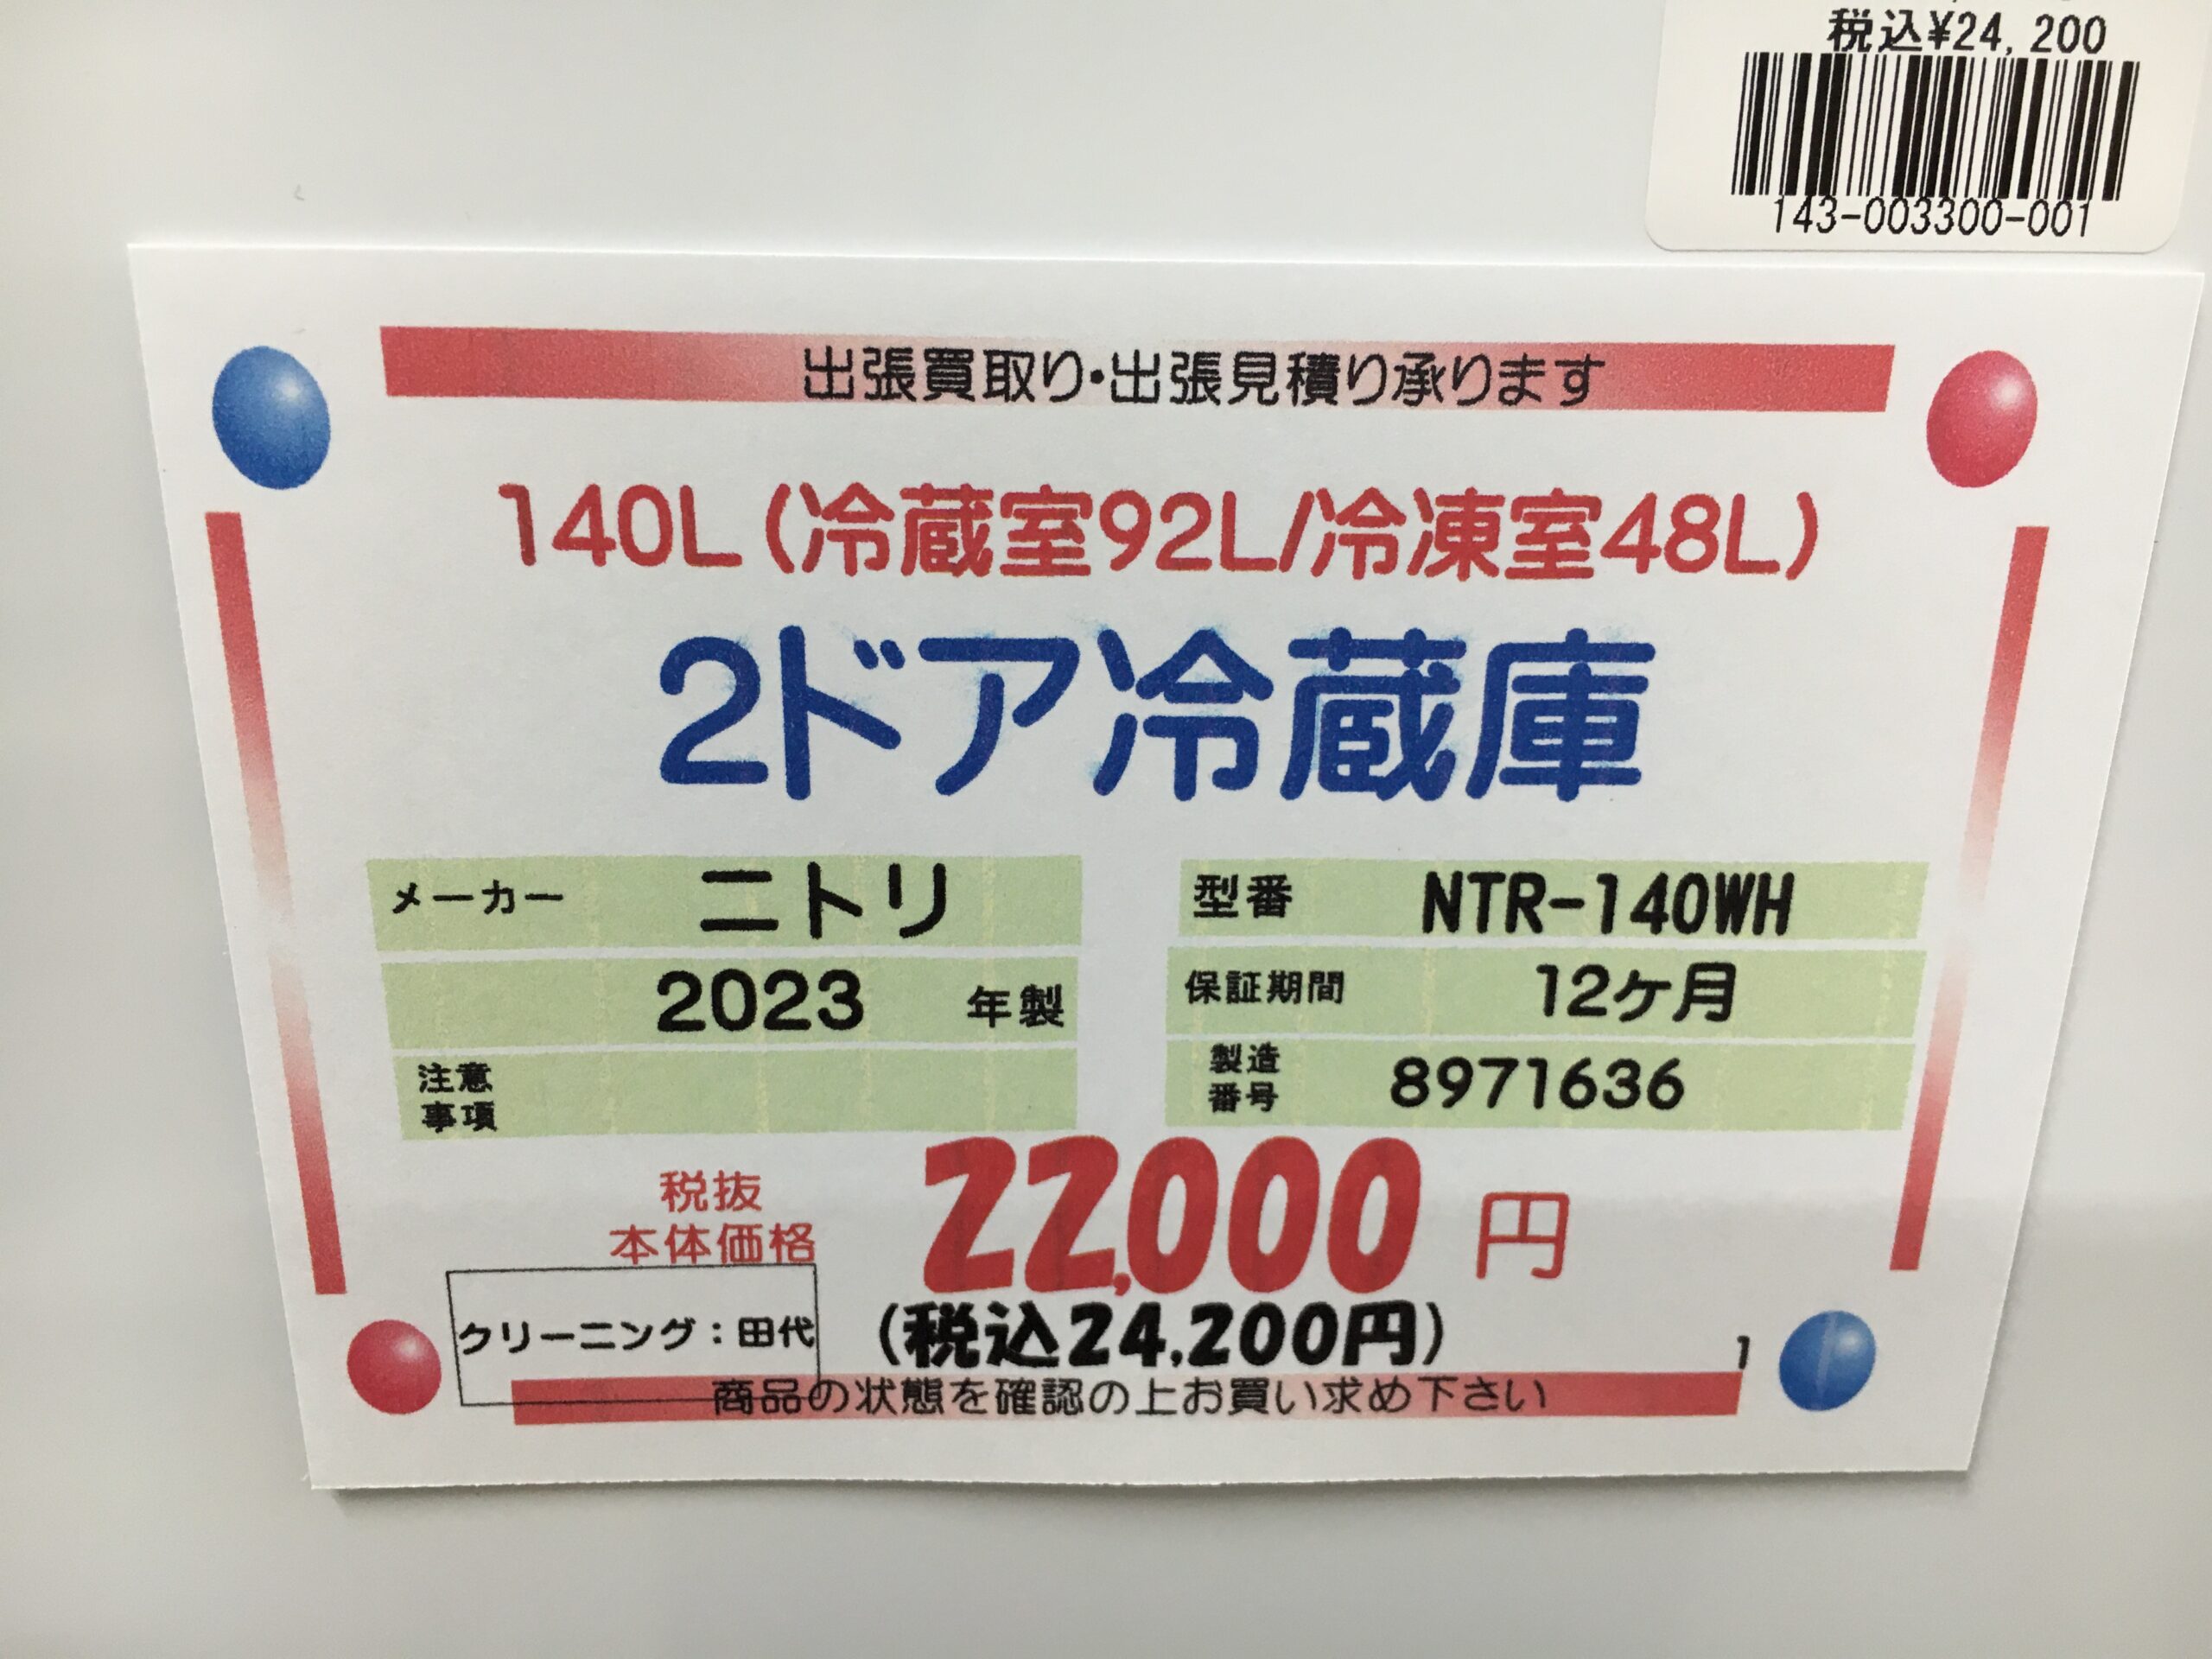 税込¥24,200
143-003300-001
出張買取り・出張見積り承ります
140L(冷蔵室92L/冷凍室48L)
2ドア冷蔵庫
メーカー ニトリ 型番 NTR-140WH
2023 年製 保証期間 12ケ月
注意事項 製造番号 8971636
税抜
本体価格 22,000 円
クリーニング：田代 (税込24,200円) 1
商品の状態を確認の上お買い求め下さい